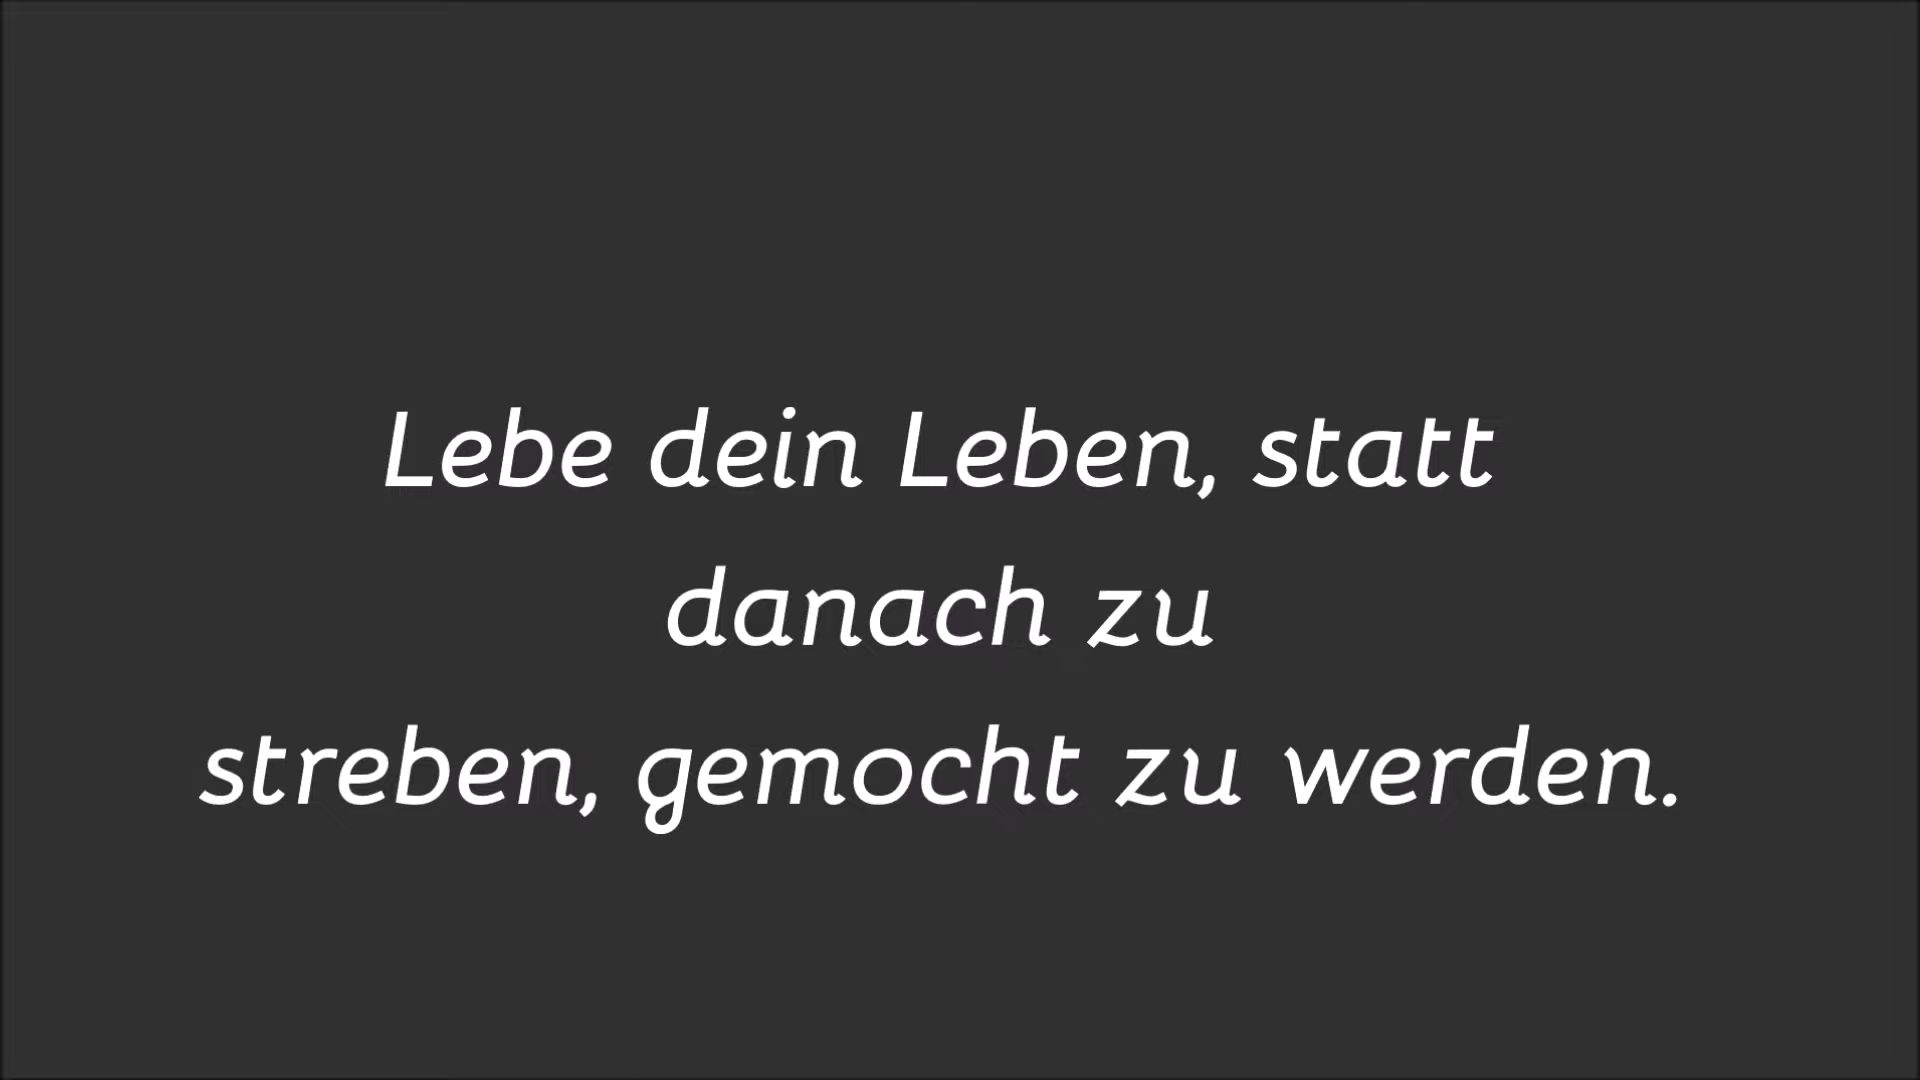 Lebe dein Leben, statt
danach zu
streben, gemocht zu werden.